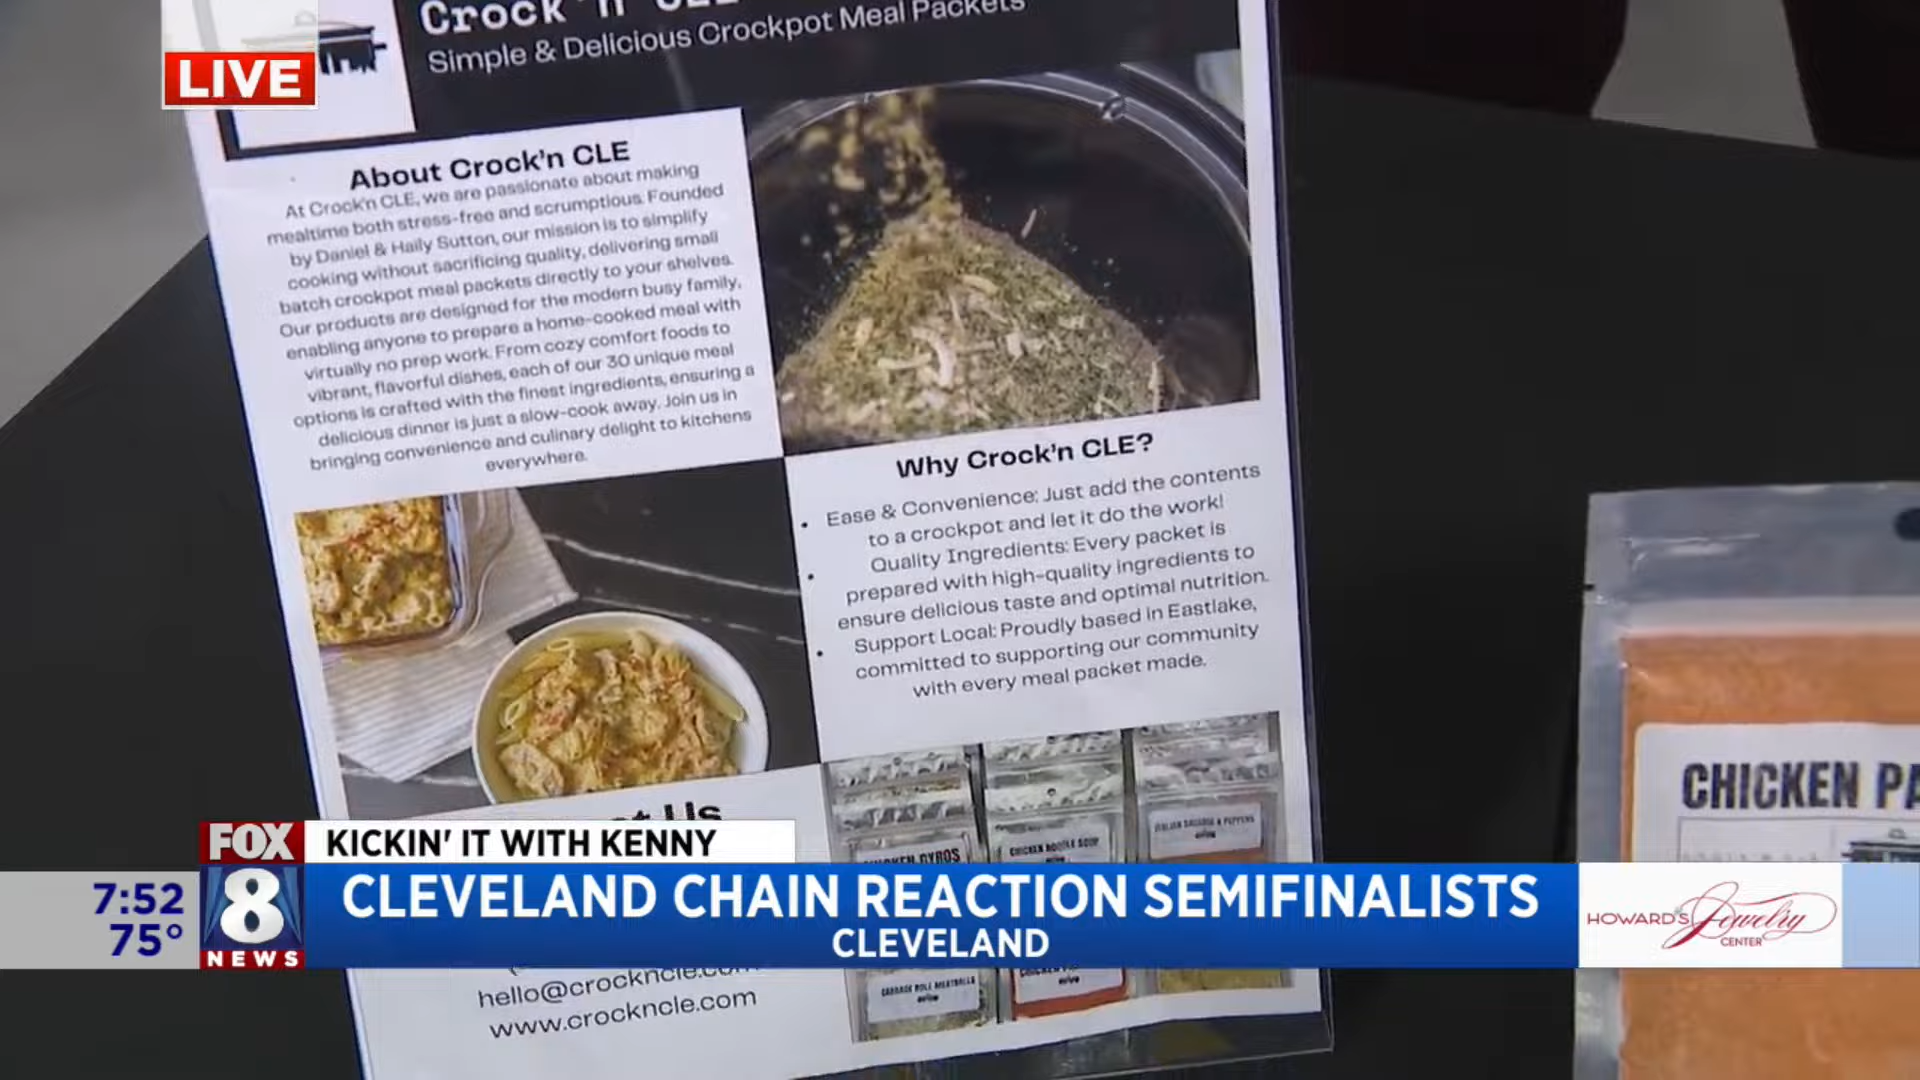 LIVE
Crock 'n
Simple & Delicious Crockpot Meal Packets
About Crock'n CLE
At Crock'n CLE, we are passionate about making
mealtime both stress-free and scrumptious. Founded
by Daniel & Haily Sutton, our mission is to simplify
cooking without sacrificing quality, delivering small
batch crockpot meal packets directly to your shelves.
Our products are designed for the modern busy family,
enabling anyone to prepare a home-cooked meal with
virtually no prep work. From cozy comfort foods to
vibrant, flavorful dishes, each of our 30 unique meal
options is crafted with the finest ingredients, ensuring a
delicious dinner is just a slow-cook away. Join us in
bringing convenience and culinary delight to kitchens
everywhere.
Why Crock'n CLE?
• Ease & Convenience: Just add the contents
to a crockpot and let it do the work!
• Quality Ingredients: Every packet is
prepared with high-quality ingredients to
ensure delicious taste and optimal nutrition.
• Support Local: Proudly based in Eastlake,
committed to supporting our community
with every meal packet made.
Us
hello@crockncle.com
www.crockncle.com
GYROS
CHICKEN NOODLE SOUP
ITALIAN SAUSAGE & PEPPERS
CABBAGE ROLL MEATBALLS
CHICKEN
CHICKEN PA
FOX
8
NEWS
KICKIN' IT WITH KENNY
CLEVELAND CHAIN REACTION SEMIFINALISTS
CLEVELAND
7:52
75°
HOWARD'S
Jewelry
CENTER